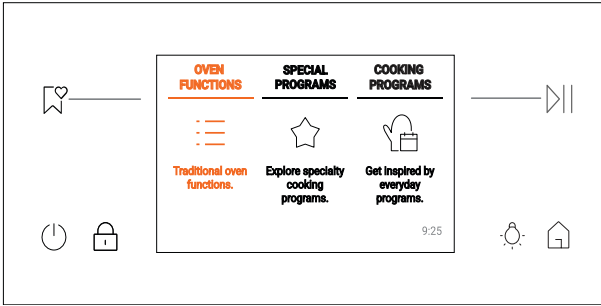 OVEN
FUNCTIONS
SPECIAL
PROGRAMS
COOKING
PROGRAMS
Traditional oven
functions.
Explore specialty
cooking
programs.
Get inspired by
everyday
programs.
9:25